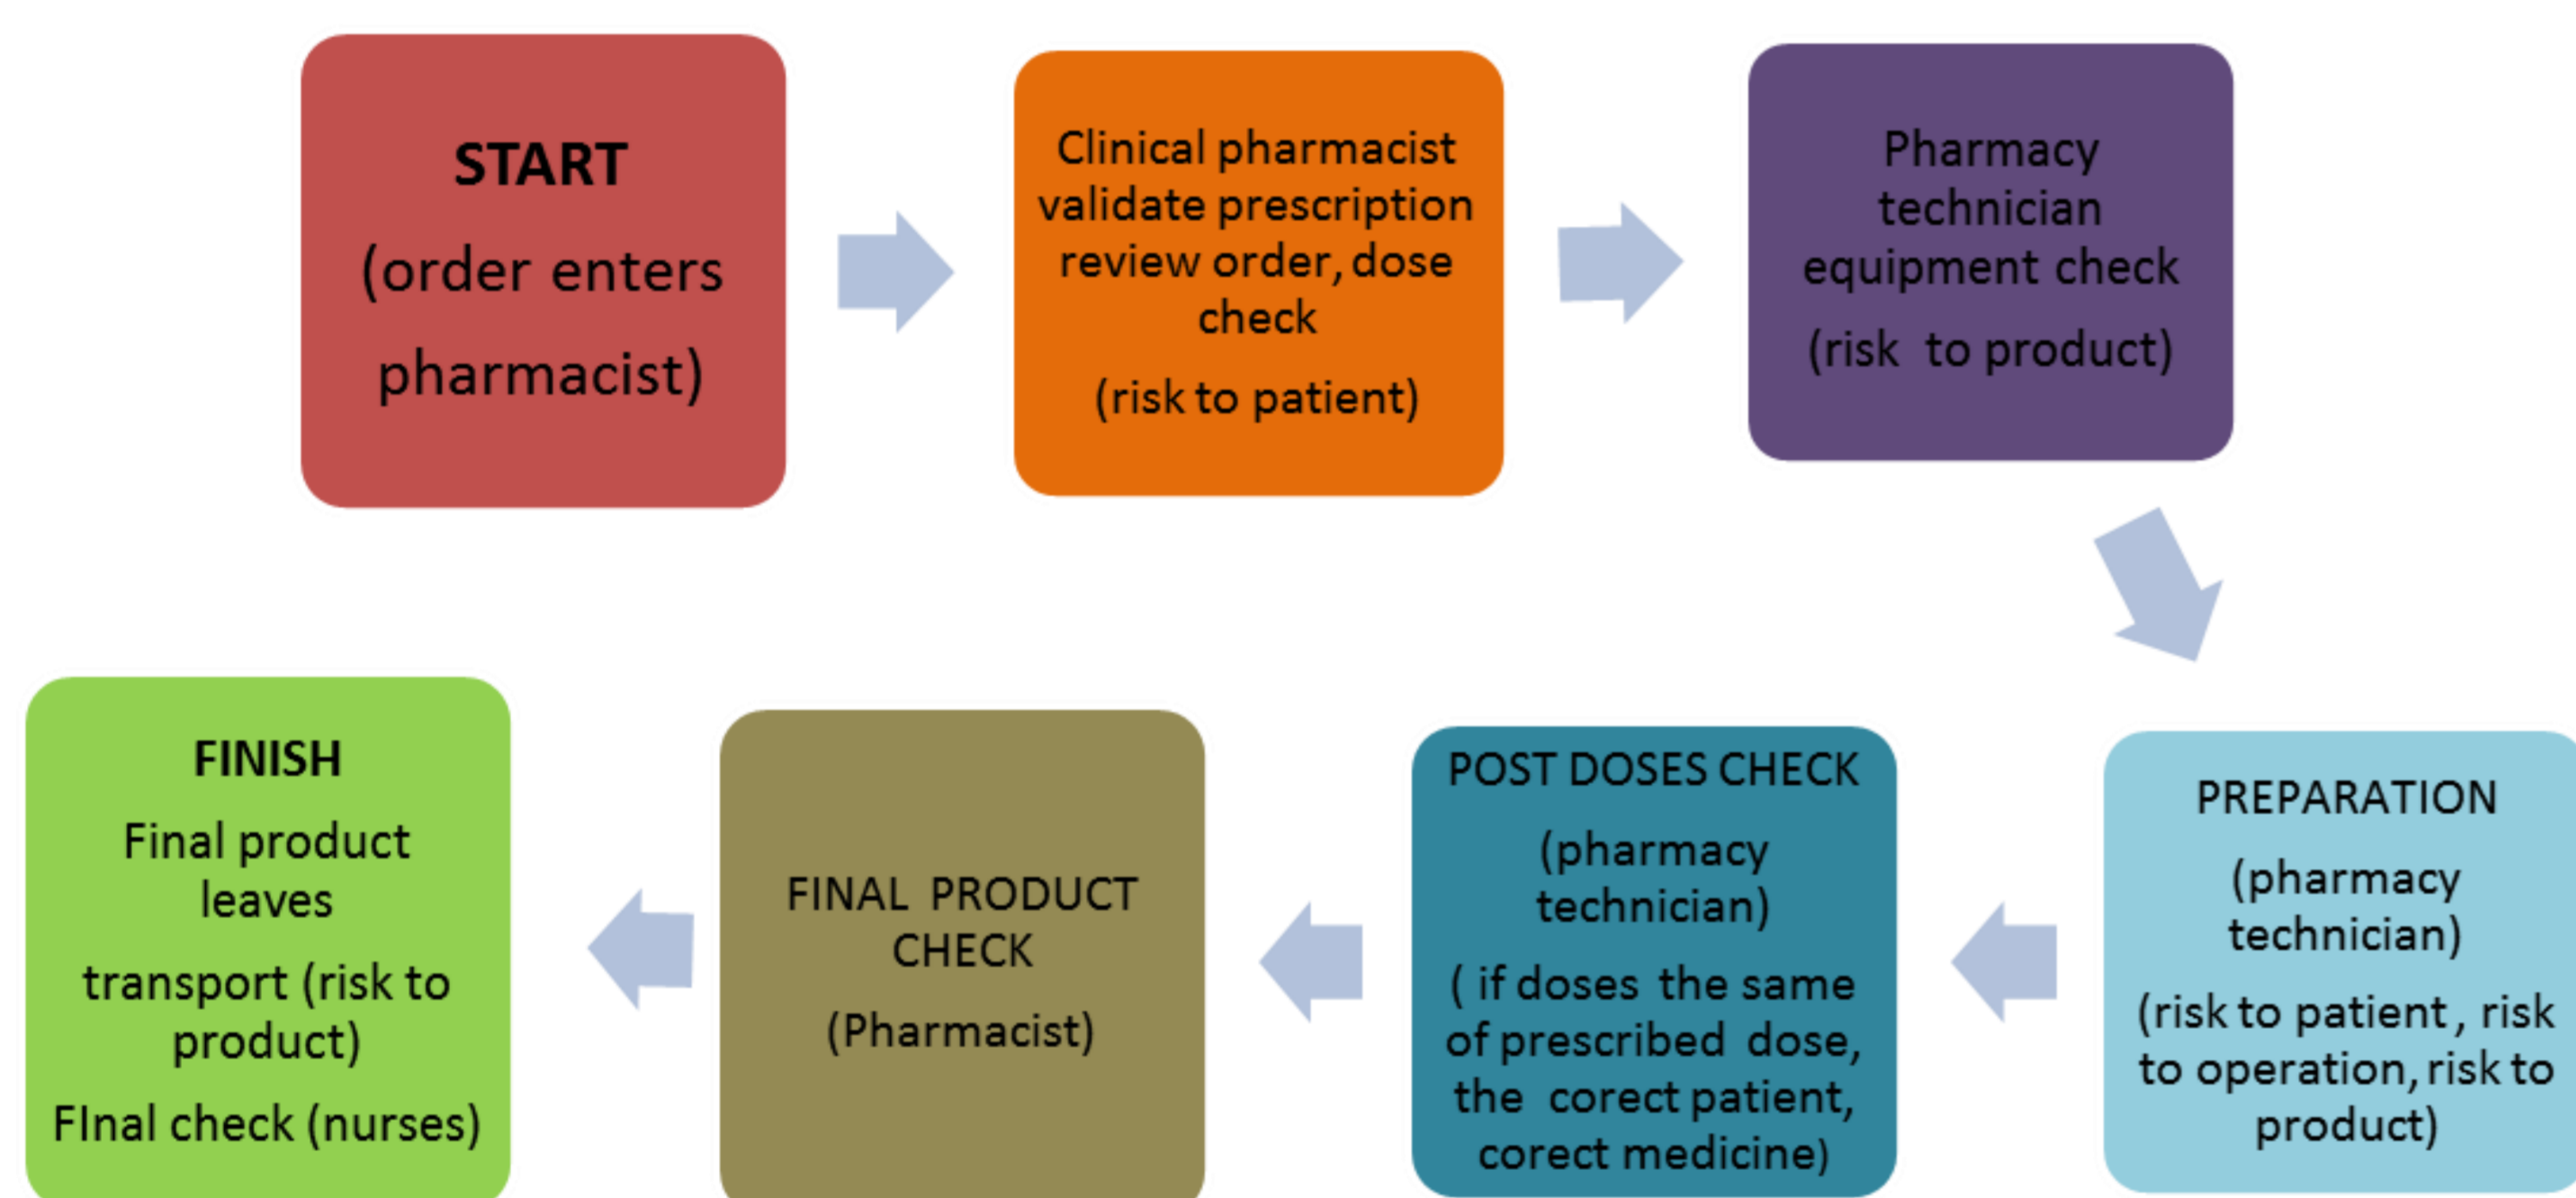 START
(order enters
pharmacist)
Clinical pharmacist
validate prescription
review order, dose
check
(risk to patient)
Pharmacy
technician
equipment check
(risk to product)
PREPARATION
(pharmacy
technician)
(risk to patient , risk
to operation, risk to
product)
POST DOSES CHECK
(pharmacy
technician)
( if doses the same
of prescribed dose,
the corect patient,
corect medicine)
FINAL PRODUCT
CHECK
(Pharmacist)
FINISH
Final product
leaves
transport (risk to
product)
FInal check (nurses)